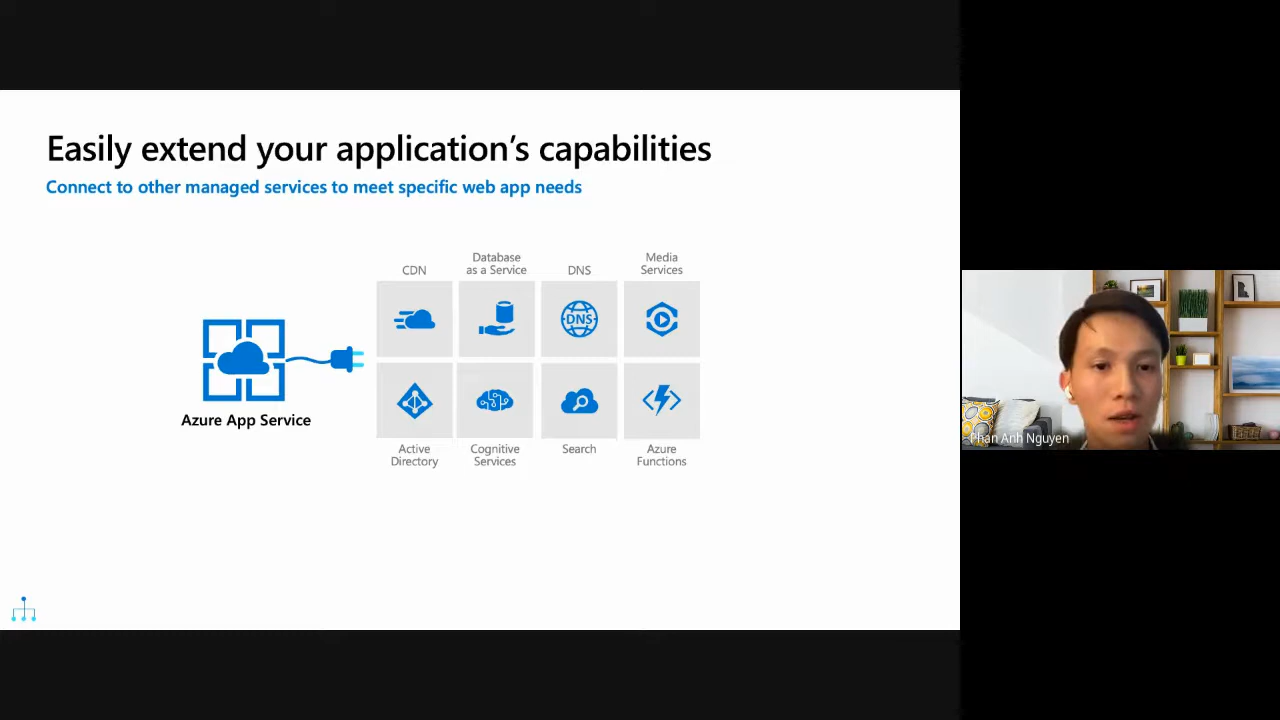 Easily extend your application's capabilities
Connect to other managed services to meet specific web app needs
CDN
Database
as a Service
DNS
Media
Services
DNS
Azure App Service
Active
Directory
Cognitive
Services
Search
Azure
Functions
Phan Anh Nguyen